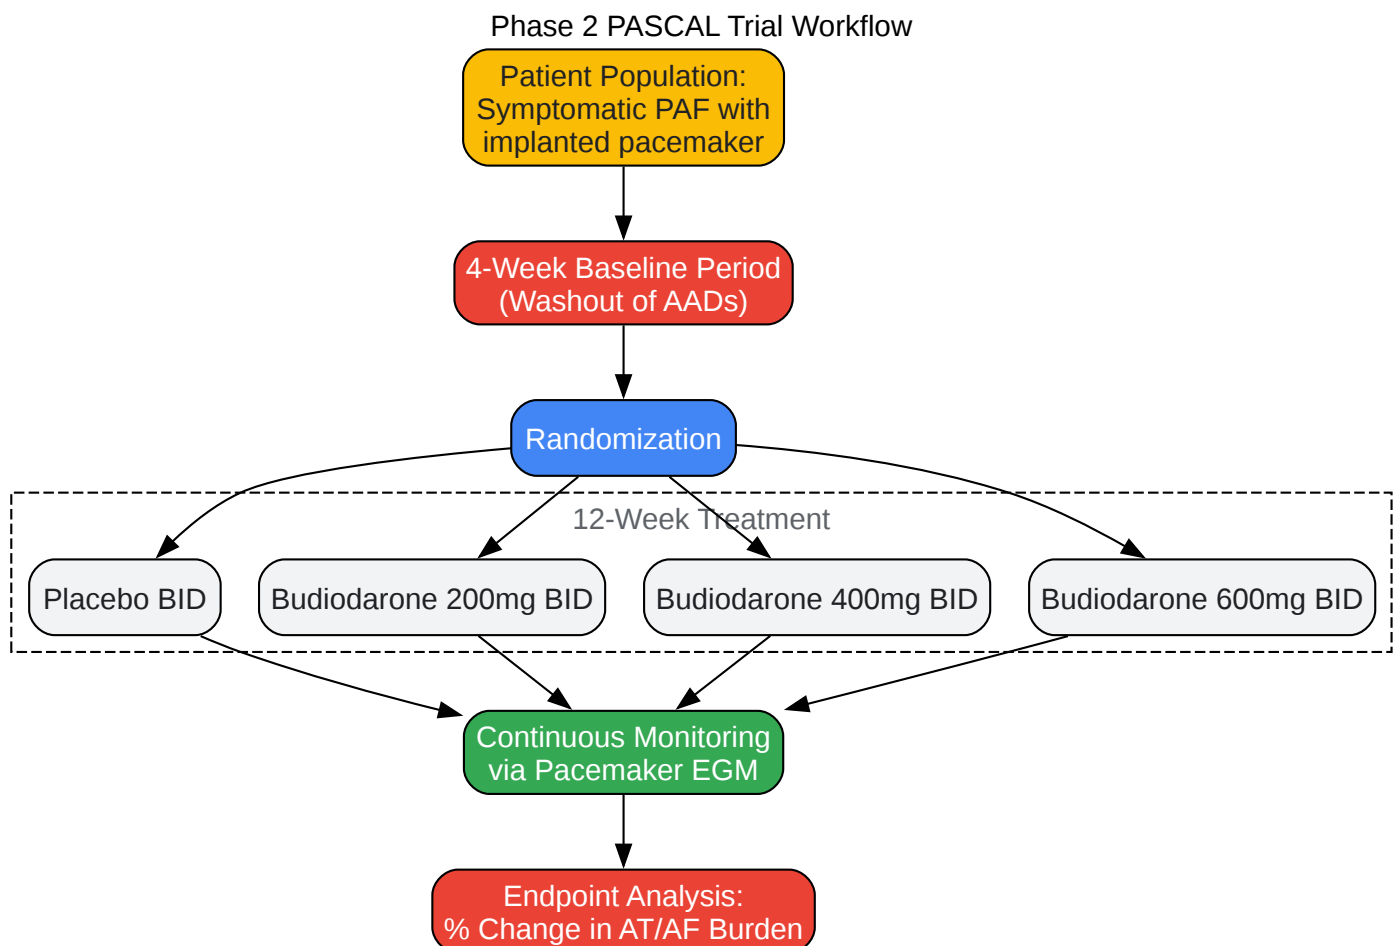 Phase 2 PASCAL Trial Workflow
Patient Population:
Symptomatic PAF with
implanted pacemaker
4-Week Baseline Period
(Washout of AADs)
Randomization
12-Week Treatment
Placebo BID
Budiodarone 200mg BID
Budiodarone 400mg BID
Budiodarone 600mg BID
Continuous Monitoring
via Pacemaker EGM
Endpoint Analysis:
% Change in AT/AF Burden